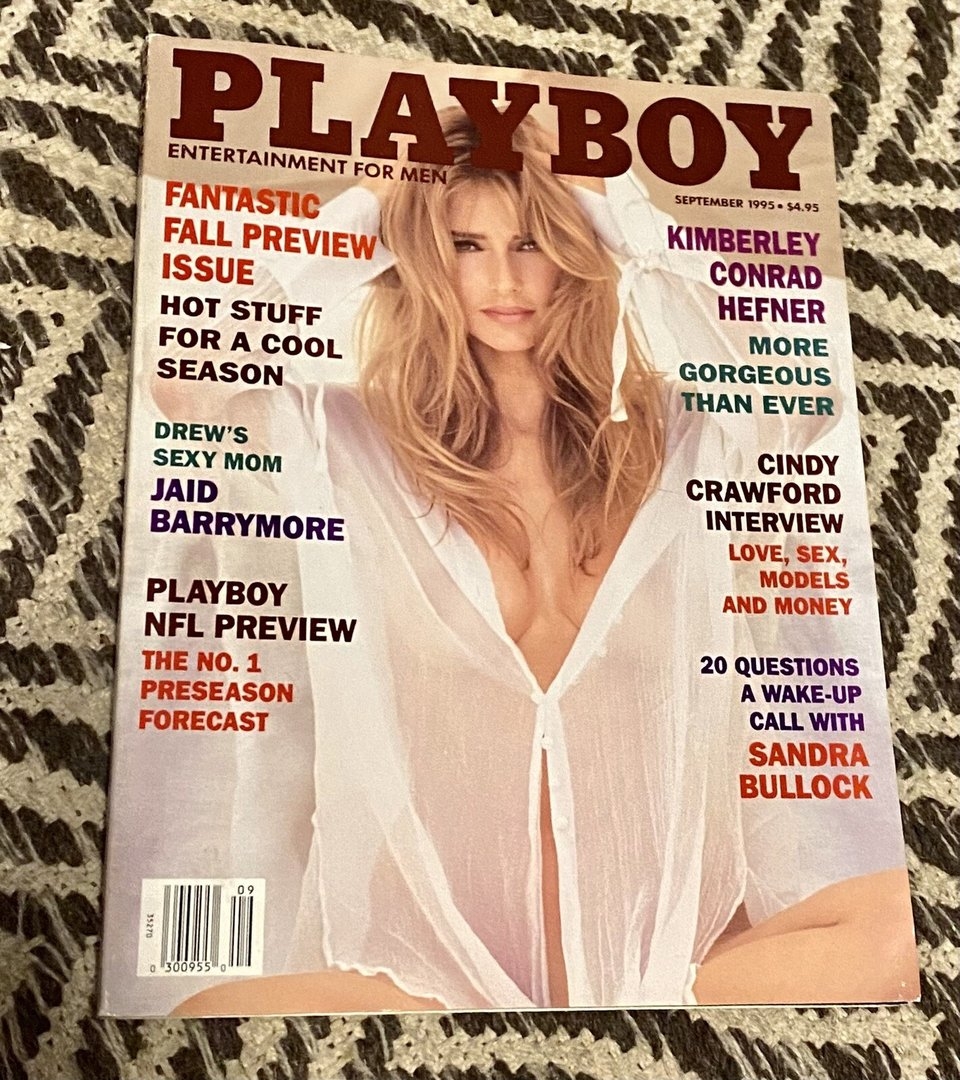 PLAYBOY
ENTERTAINMENT FOR MEN
SEPTEMBER 1995 • $4.95
FANTASTIC
FALL PREVIEW
ISSUE
HOT STUFF
FOR A COOL
SEASON
DREW'S
SEXY MOM
JAID
BARRYMORE
PLAYBOY
NFL PREVIEW
THE NO. 1
PRESEASON
FORECAST
KIMBERLEY
CONRAD
HEFNER
MORE
GORGEOUS
THAN EVER
CINDY
CRAWFORD
INTERVIEW
LOVE, SEX,
MODELS
AND MONEY
20 QUESTIONS
A WAKE-UP
CALL WITH
SANDRA
BULLOCK
09
35270
0 300955 0